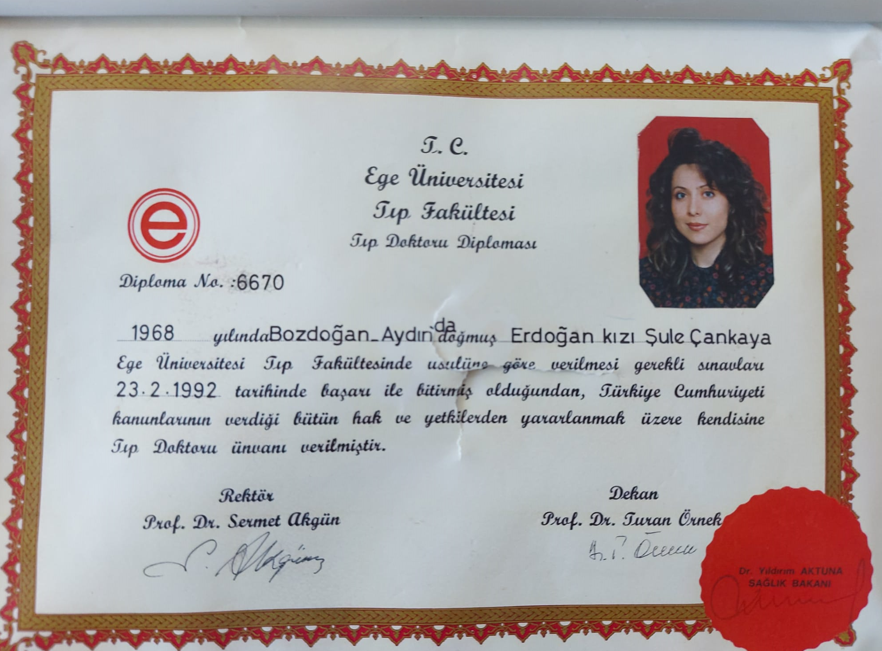 T. C.
Ege Üniversitesi
Tıp Fakültesi
Tıp Doktoru Diploması
e
Diploma No. :6670
1968 yılında Bozdoğan-Aydın'da doğmuş Erdoğan kızı Şule Çankaya
Ege Üniversitesi Tıp Fakültesinde usulüne göre verilmesi gerekli sınavları
23.2.1992 tarihinde başarı ile bitirmiş olduğundan, Türkiye Cumhuriyeti
kanunlarının verdiği bütün hak ve yetkilerden yararlanmak üzere kendisine
Tıp Doktoru ünvanı verilmiştir.
Rektör
Prof. Dr. Sermet Akgün
Dekan
Prof. Dr. Turan Örnek
Dr. Yıldırım AKTUNA
SAĞLIK BAKANI